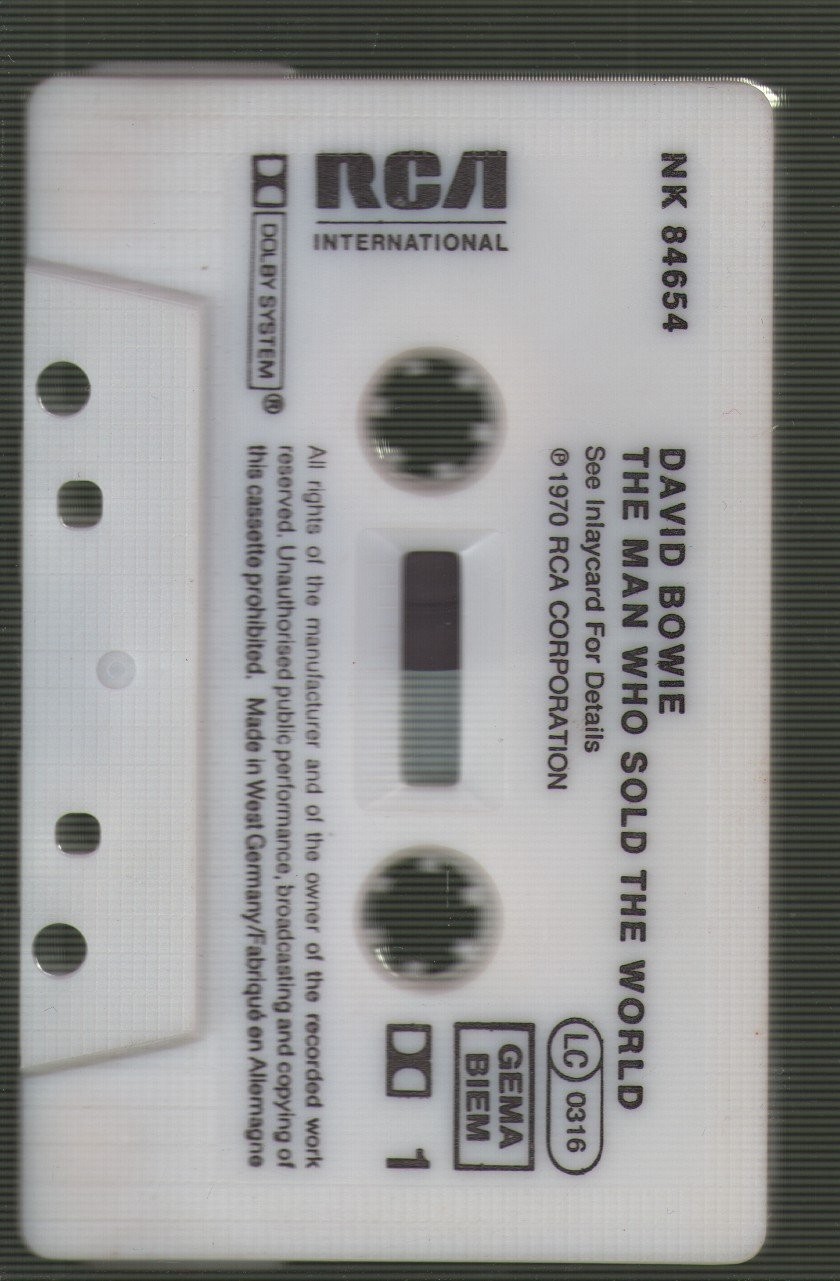 NK 84654
DAVID BOWIE
THE MAN WHO SOLD THE WORLD
See Inlaycard For Details
℗ 1970 RCA CORPORATION
RCA
INTERNATIONAL
LC 0316
GEMA
BIEM
1
DOLBY SYSTEM ®
All rights of the manufacturer and of the owner of the recorded work
reserved. Unauthorised public performance, broadcasting and copying of
this cassette prohibited. Made in West Germany/Fabriqué en Allemagne